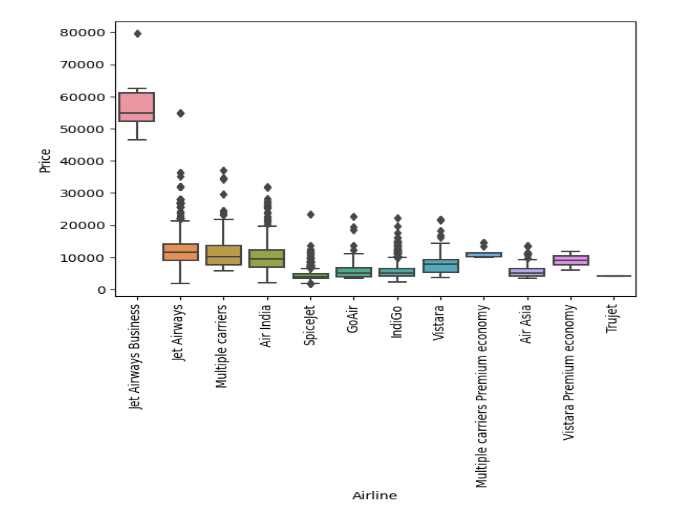 80000
70000
60000
50000
40000
30000
20000
10000
0
Price
Jet Airways Business
Jet Airways
Multiple carriers
Air India
SpiceJet
GoAir
IndiGo
Vistara
Multiple carriers Premium economy
Air Asia
Vistara Premium economy
Trujet
Airline